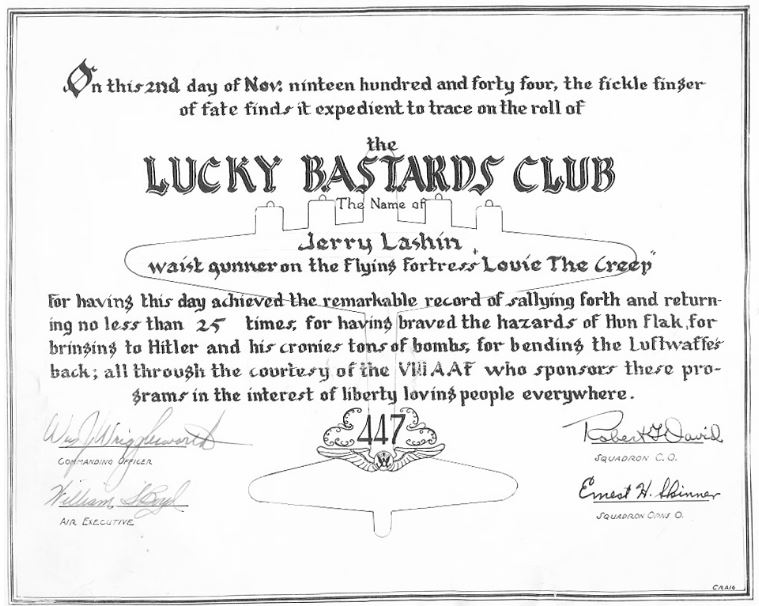 On this 2nd day of Nov. ninteen hundred and forty four, the fickle finger
of fate finds it expedient to trace on the roll of
the
LUCKY BASTARDS CLUB
The Name of
Jerry Lashin
waist gunner on the Flying Fortress "Louie The Creep"
For having this day achieved the remarkable record of sallying forth and return-
ing no less than 25 times, for having braved the hazards of Hun Flak, for
bringing to Hitler and his cronies tons of bombs, for bending the Luftwaffe's
back; all through the courtesy of the VIII AAF who sponsors these pro-
grams in the interest of liberty loving people everywhere.
447
W
Wm J Wrigglesworth
COMMANDING OFFICER
Robert F David
SQUADRON C. O.
William S Boyd
AIR EXECUTIVE
Ernest H. Skinner
SQUADRON OPNS O.
CRAIG